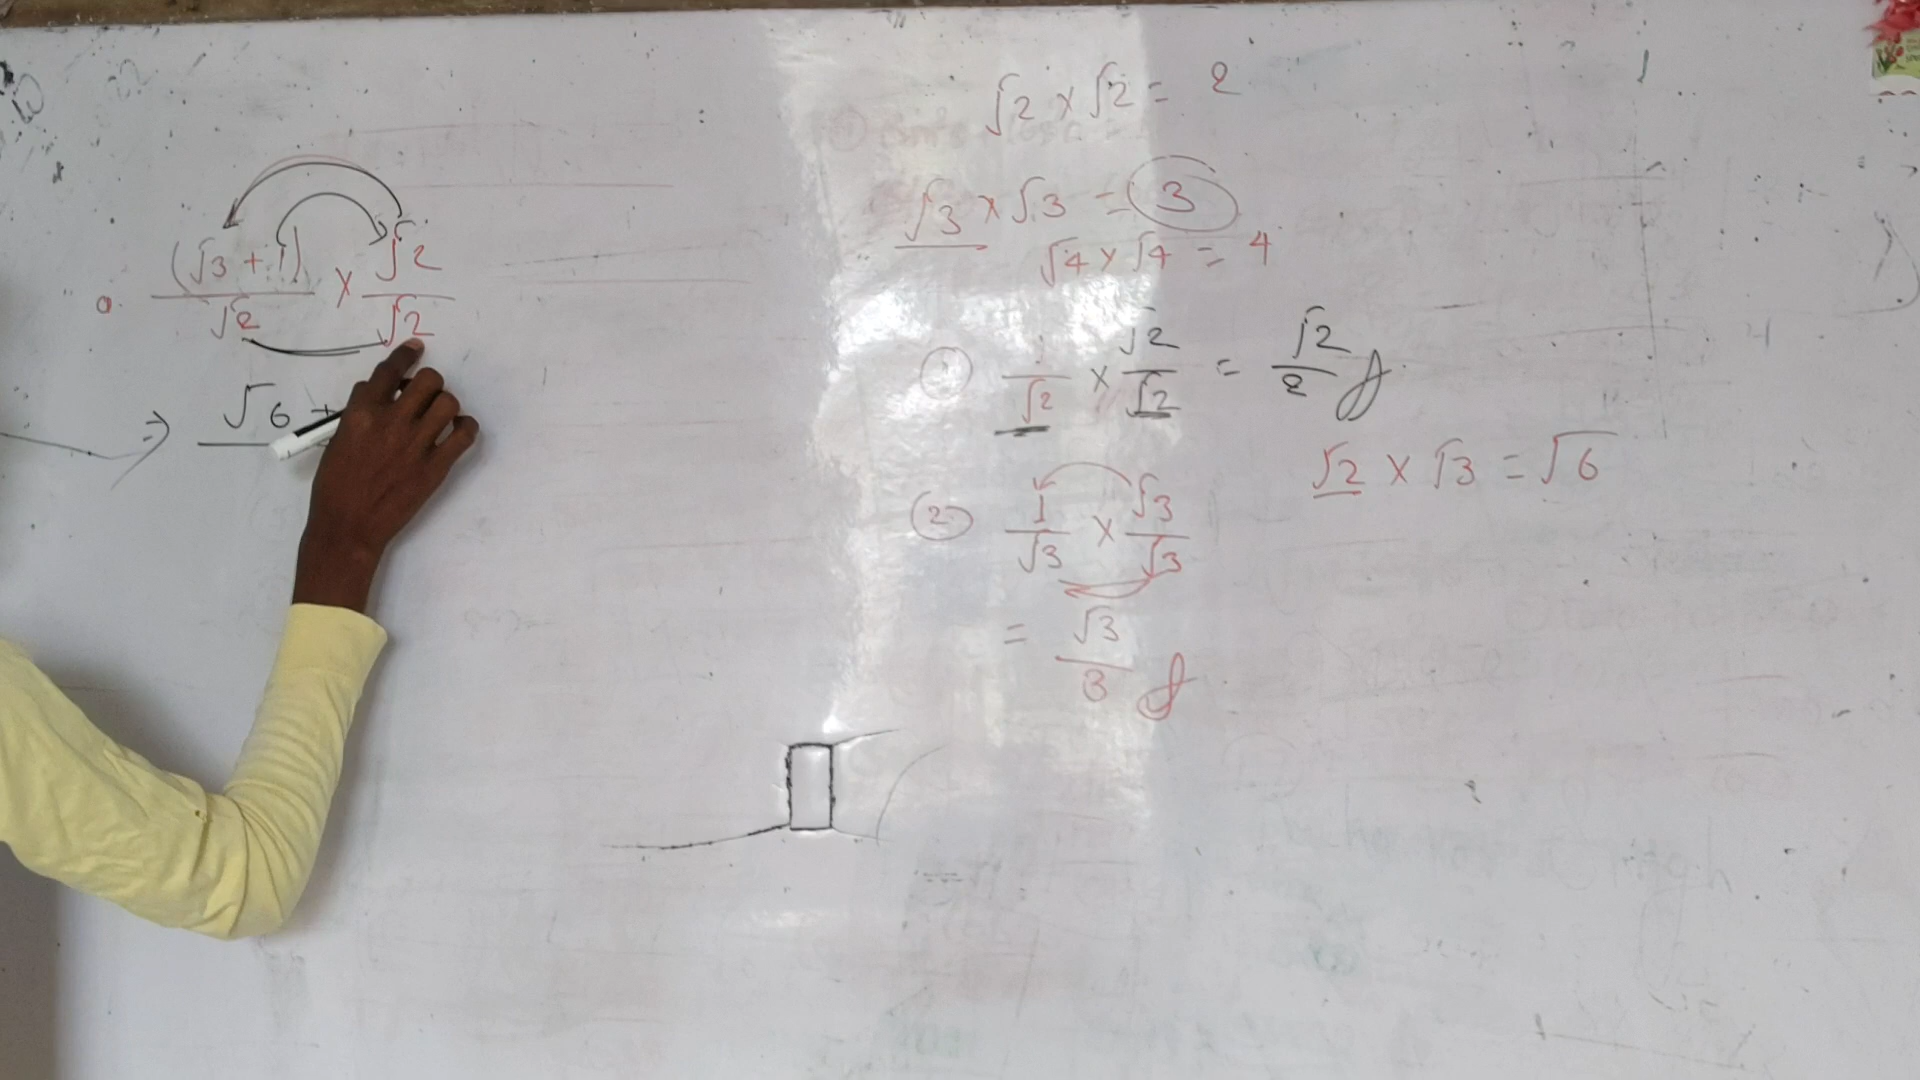 √2 × √2 = 2
√3 × √3 = 3
√4 × √4 = 4
a. (√3 + 1)/√2 × √2/√2
⇒ √6 +
① 1/√2 × √2/√2 = √2/2
√2 × √3 = √6
② 1/√3 × √3/√3
= √3/3